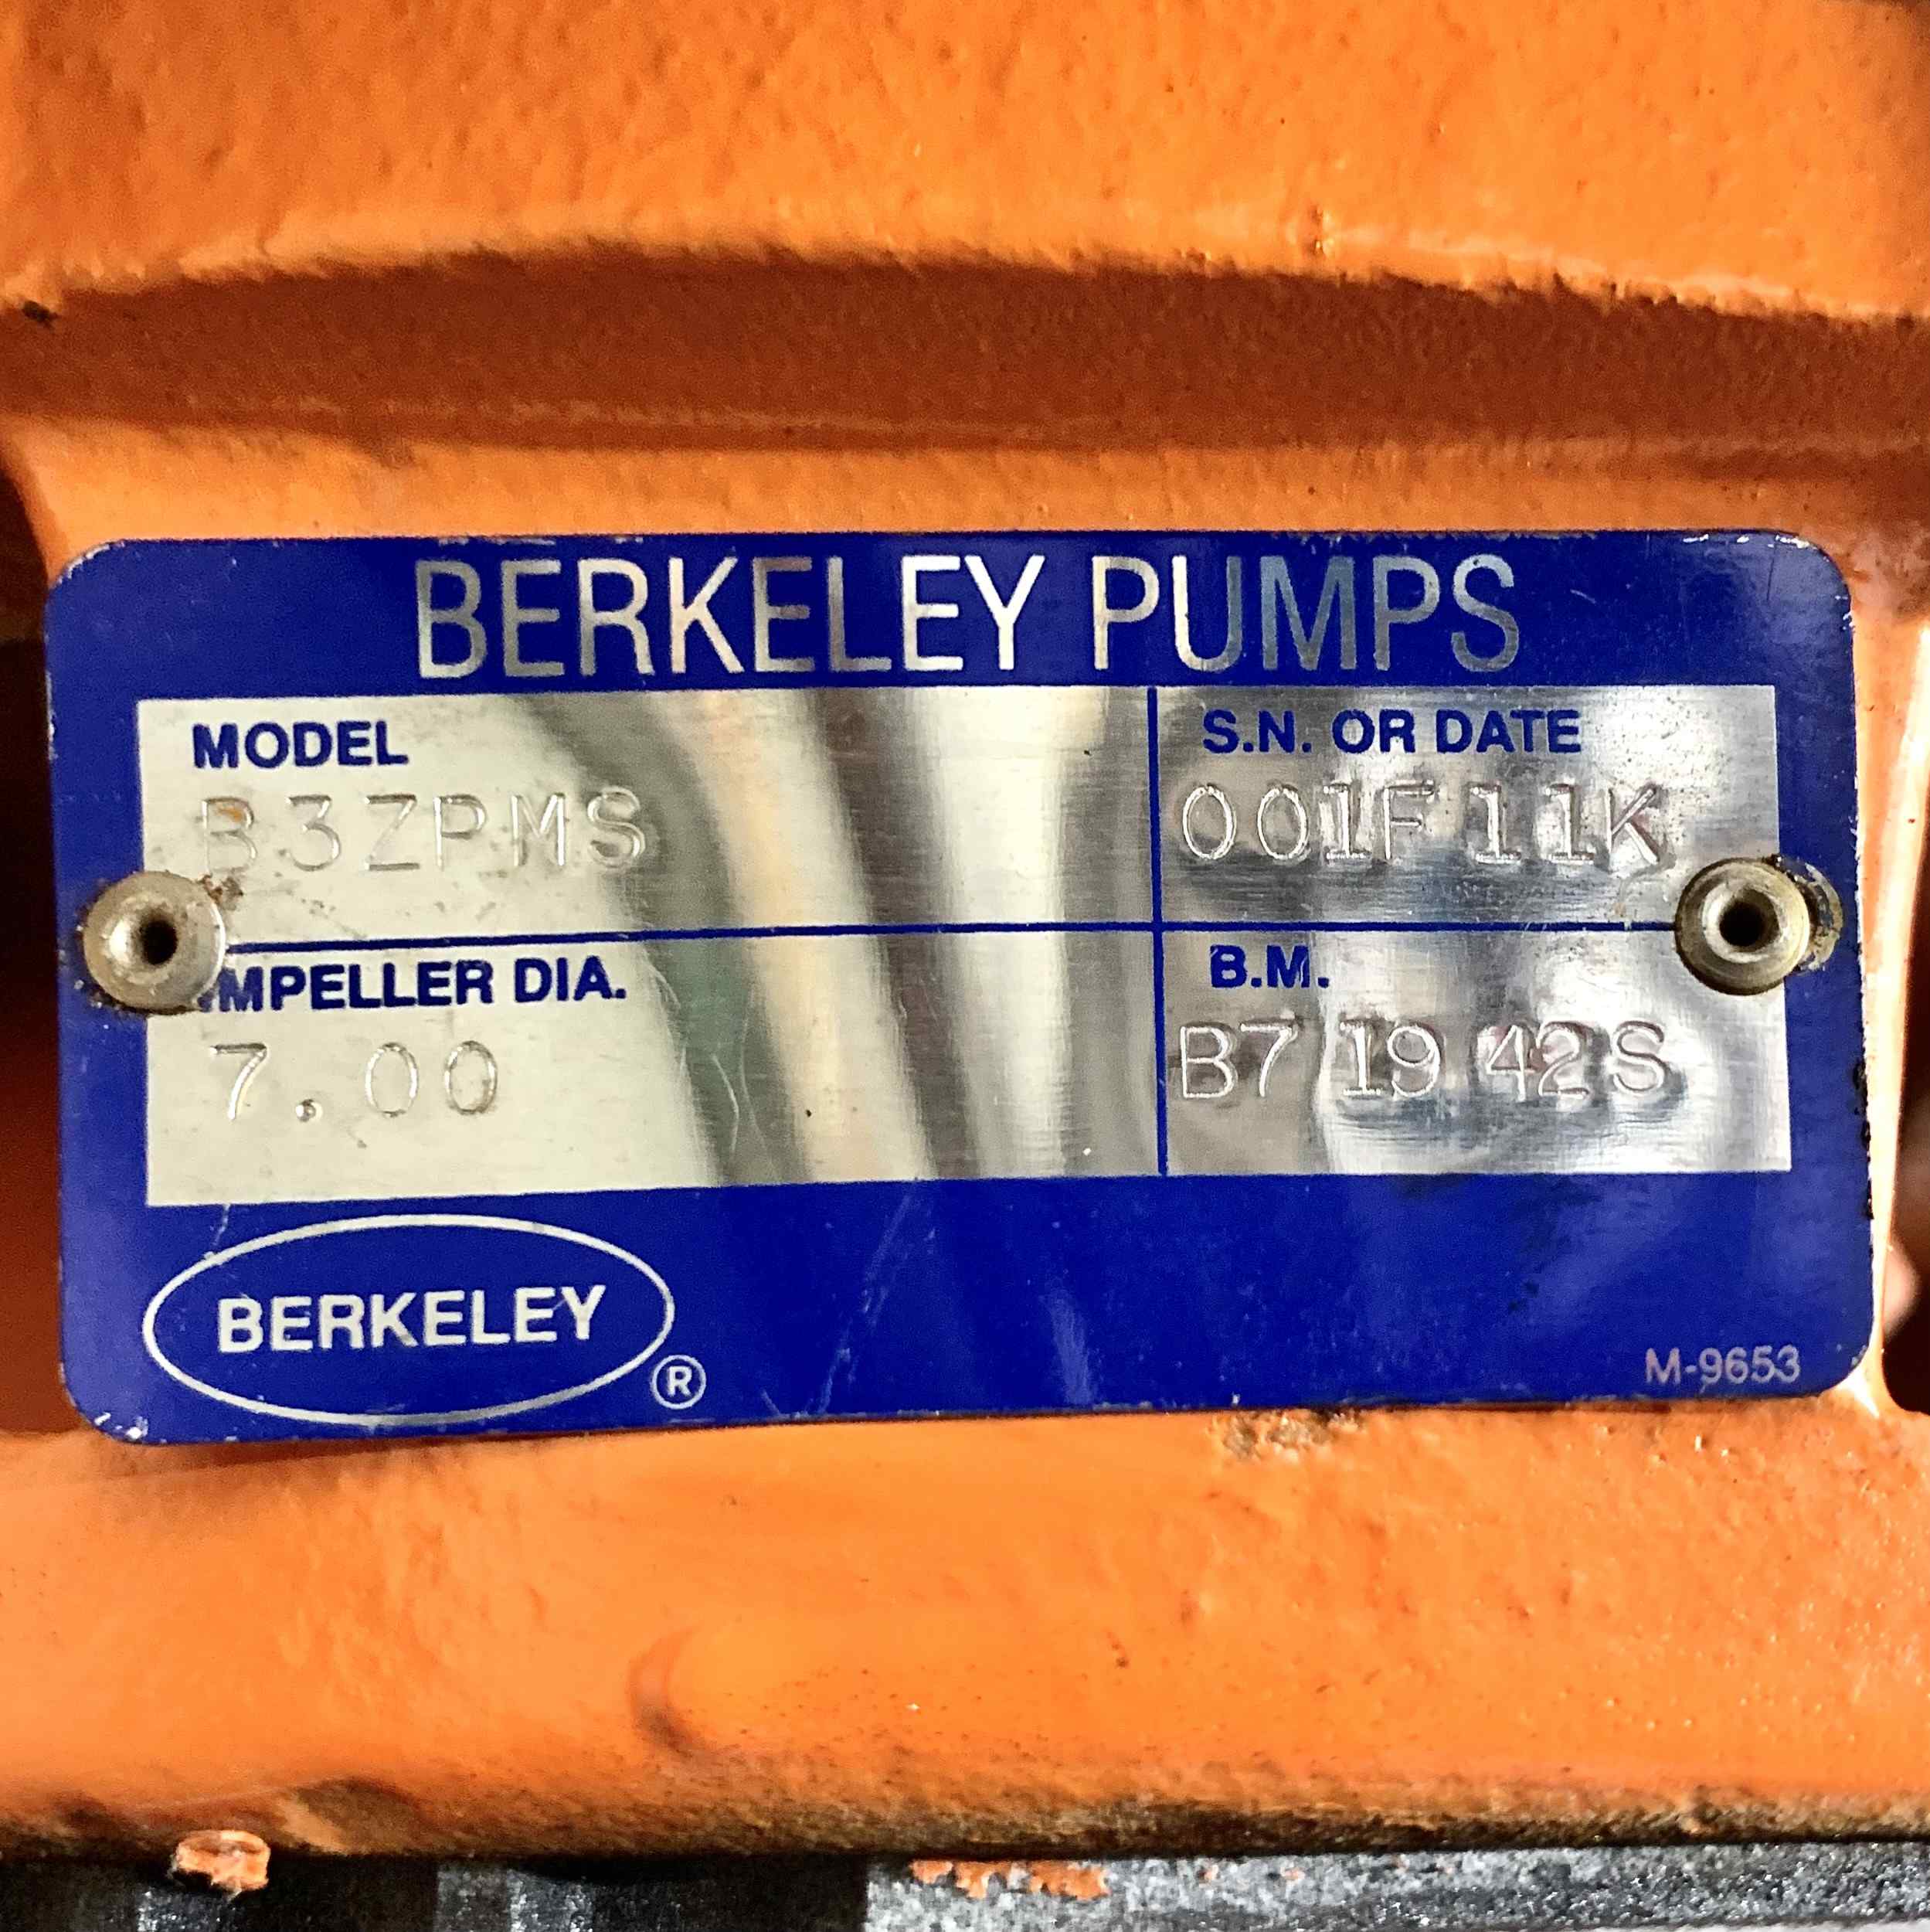 BERKELEY PUMPS
MODEL
B3ZPMS
S.N. OR DATE
001F11K
IMPELLER DIA.
7.00
B.M.
B7 19 42S
BERKELEY
®
M-9653